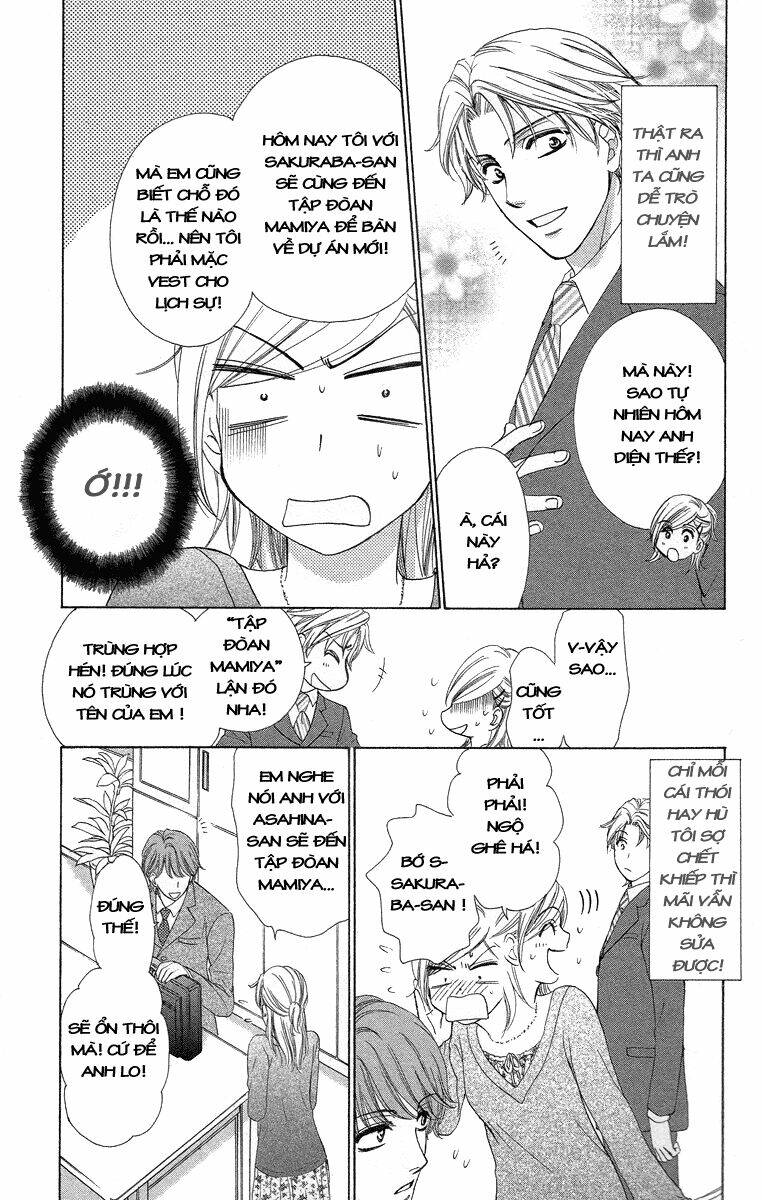 THẬT RA
THÌ ANH
TA CŨNG
DỄ TRÒ
CHUYỆN
LẮM!
MÀ NÀY!
SAO TỰ
NHIÊN HÔM
NAY ANH
DIỆN THẾ?!
À, CÁI
NÀY
HẢ?
HÔM NAY TÔI VỚI
SAKURABA-SAN
SẼ CÙNG ĐẾN
TẬP ĐÒAN
MAMIYA ĐỂ BÀN
VỀ DỰ ÁN MỚI!
MÀ EM CŨNG
BIẾT CHỖ ĐÓ
LÀ THẾ NÀO
RỒI... NÊN TÔI
PHẢI MẶC
VEST CHO
LỊCH SỰ!
Ớ!!!
V-VẬY
SAO...
CŨNG
TỐT
...
"TẬP
ĐÒAN
MAMIYA"
LẬN ĐÓ
NHA!
TRÙNG HỢP
HÉN! ĐÚNG LÚC
NÓ TRÙNG VỚI
TÊN CỦA EM !
CHỈ MỖI
CÁI THÓI
HAY HÙ
TÔI SỢ
CHẾT
KHIẾP THÌ
MÃI VẪN
KHÔNG
SỬA
ĐƯỢC!
PHẢI
PHẢI!
NGỘ
GHÊ HÁ!
BỚ S-
SAKURA-
BA-SAN !
EM NGHE
NÓI ANH VỚI
ASAHINA-
SAN SẼ ĐẾN
TẬP ĐÒAN
MAMIYA...
ĐÚNG
THẾ!
SẼ ỔN THÔI
MÀ! CỨ ĐỂ
ANH LO!